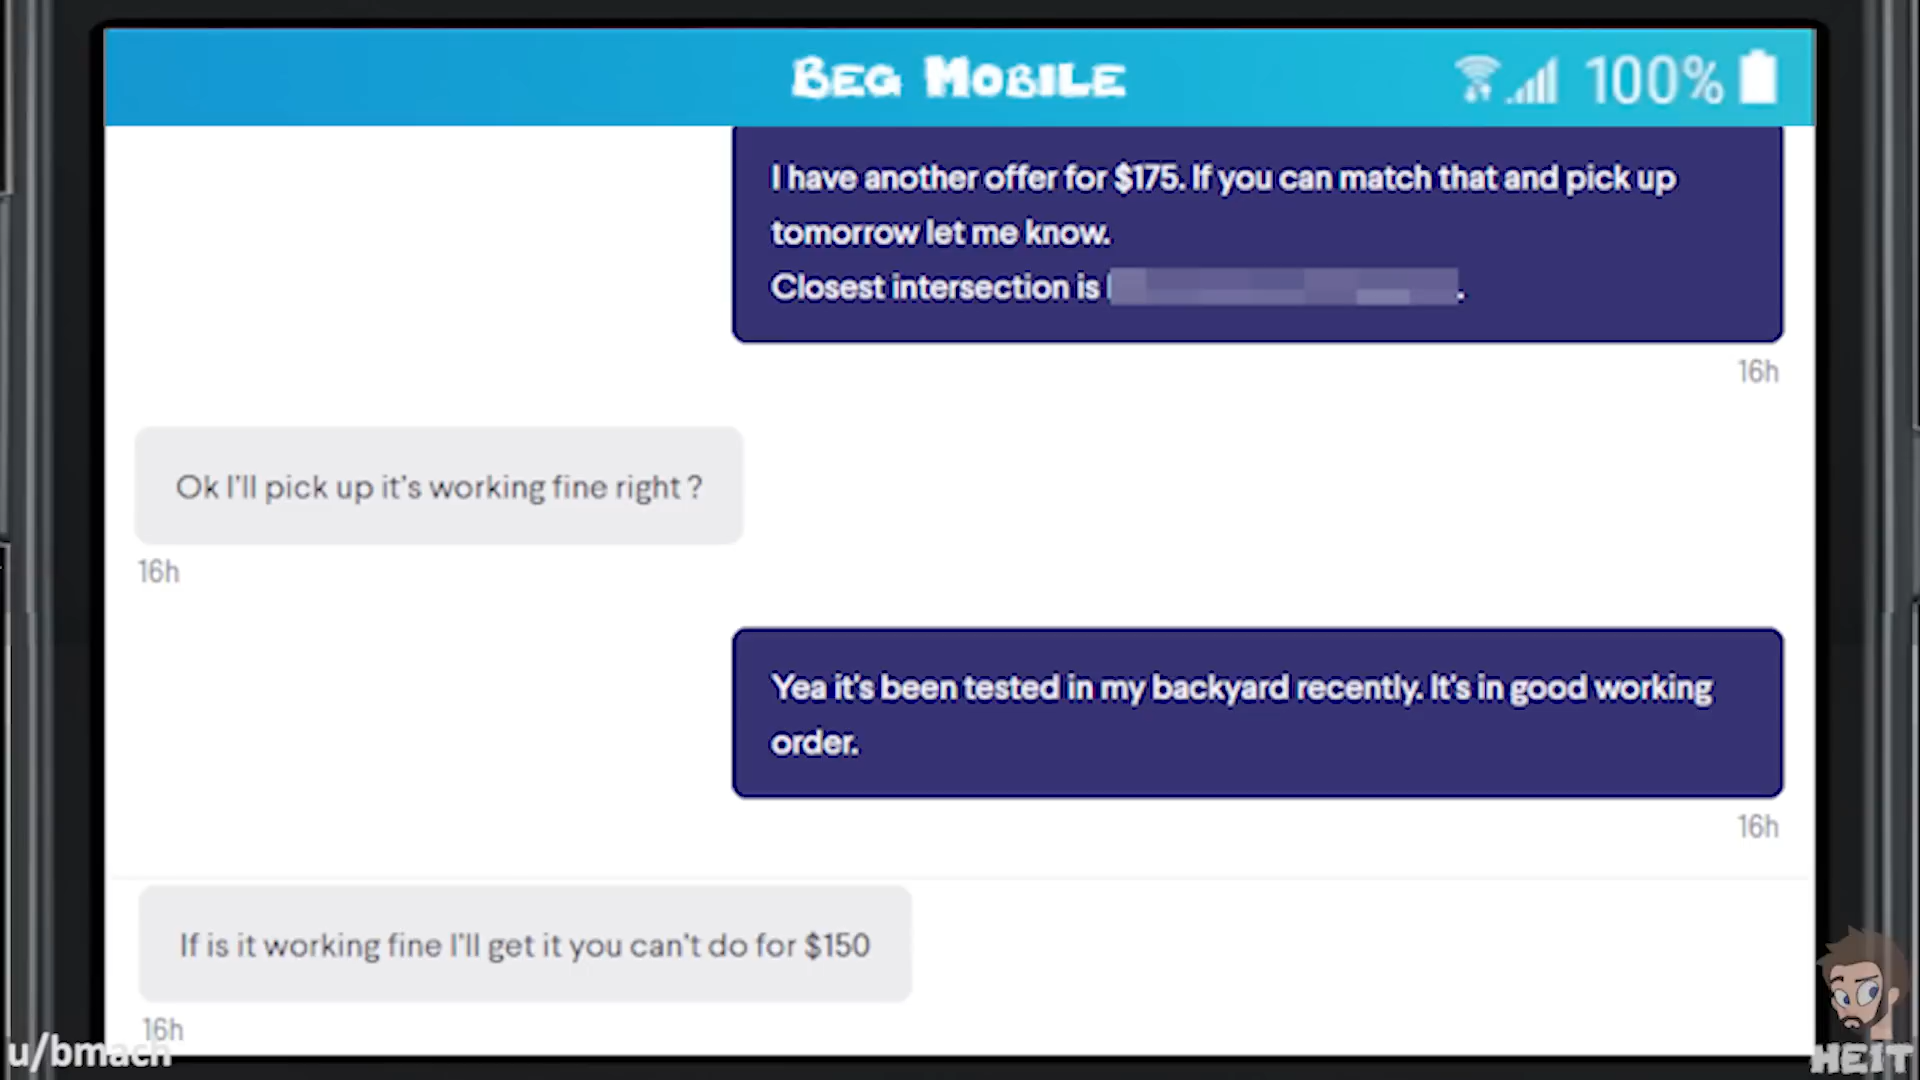 BEG MOBILE
100%
I have another offer for $175. If you can match that and pick up
tomorrow let me know.
Closest intersection is .
16h
Ok I'll pick up it's working fine right ?
16h
Yea it's been tested in my backyard recently. It's in good working
order.
16h
If is it working fine I'll get it you can't do for $150
16h
u/bmach
HEIT